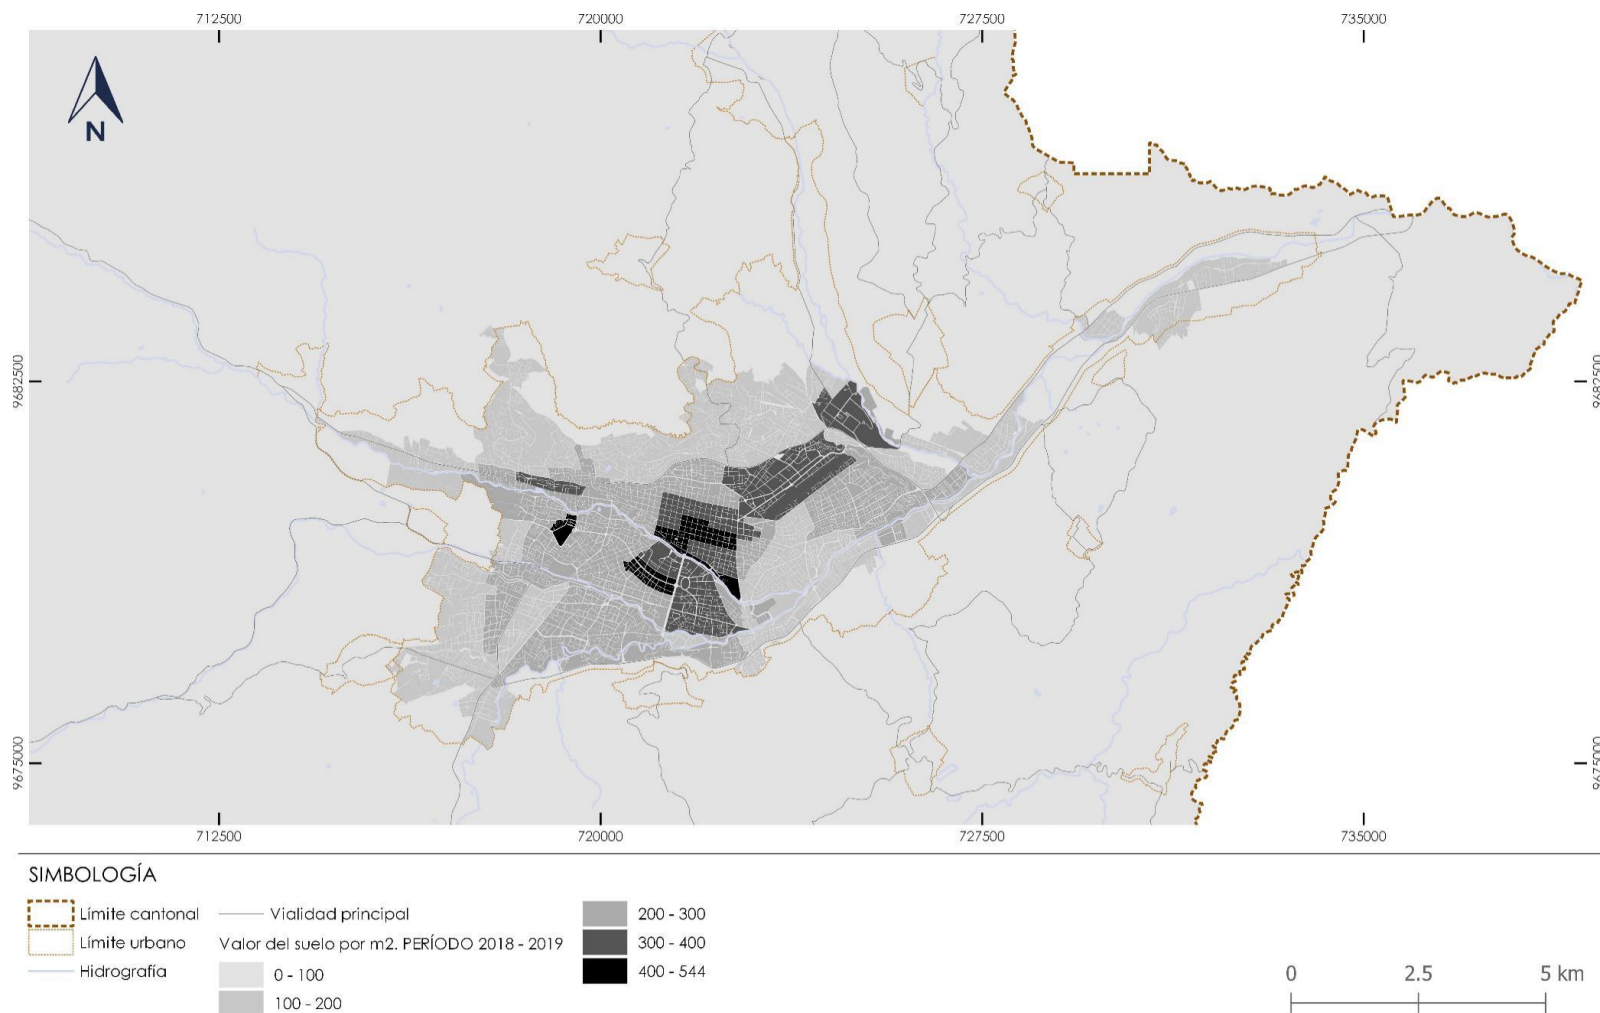 712500 720000 727500 735000
N
9682500 9682500
9675000 9675000
712500 720000 727500 735000
SIMBOLOGÍA
Límite cantonal
Límite urbano
Hidrografía
Vialidad principal
Valor del suelo por m2. PERÍODO 2018 - 2019
0 - 100
100 - 200
200 - 300
300 - 400
400 - 544
0 2.5 5 km